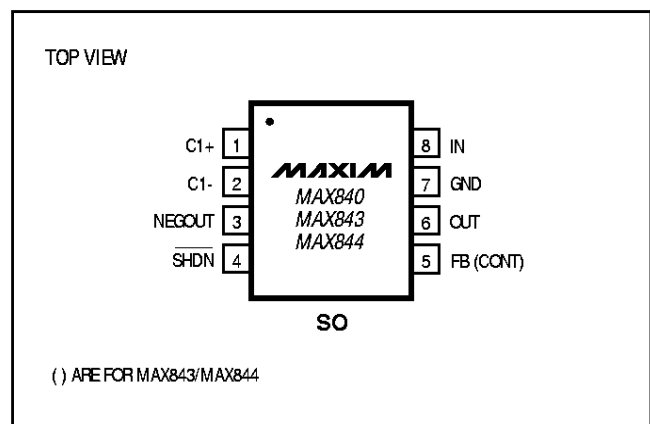 TOP VIEW
C1+ 1
C1- 2
NEGOUT 3
SHDN 4
MAXIM
MAX840
MAX843
MAX844
8 IN
7 GND
6 OUT
5 FB (CONT)
SO
( ) ARE FOR MAX843/MAX844